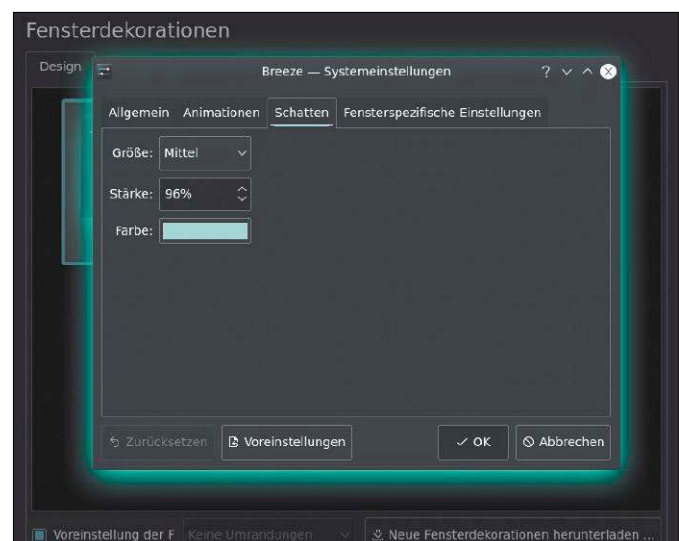 Fensterdekorationen
Design
Breeze — Systemeinstellungen
Allgemein Animationen Schatten Fensterspezifische Einstellungen
Größe: Mittel
Stärke: 96%
Farbe:
Zurücksetzen Voreinstellungen OK Abbrechen
Voreinstellung der F Keine Umrandungen Neue Fensterdekorationen herunterladen ...